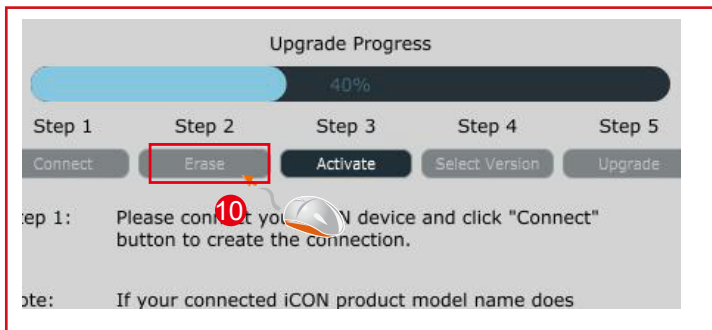 Upgrade Progress
40%
Step 1 Step 2 Step 3 Step 4 Step 5
Connect Erase Activate Select Version Upgrade
ep 1: Please connect yo N device and click "Connect"
10
button to create the connection.
ote: If your connected iCON product model name does